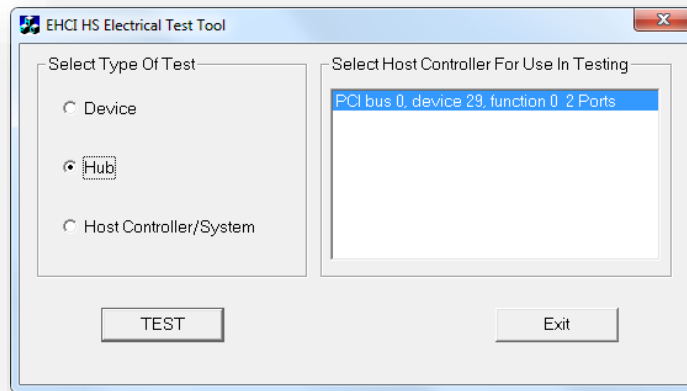 EHCI HS Electrical Test Tool
Select Type Of Test
Device
Hub
Host Controller/System
Select Host Controller For Use In Testing
PCI bus 0, device 29, function 0  2 Ports
TEST
Exit